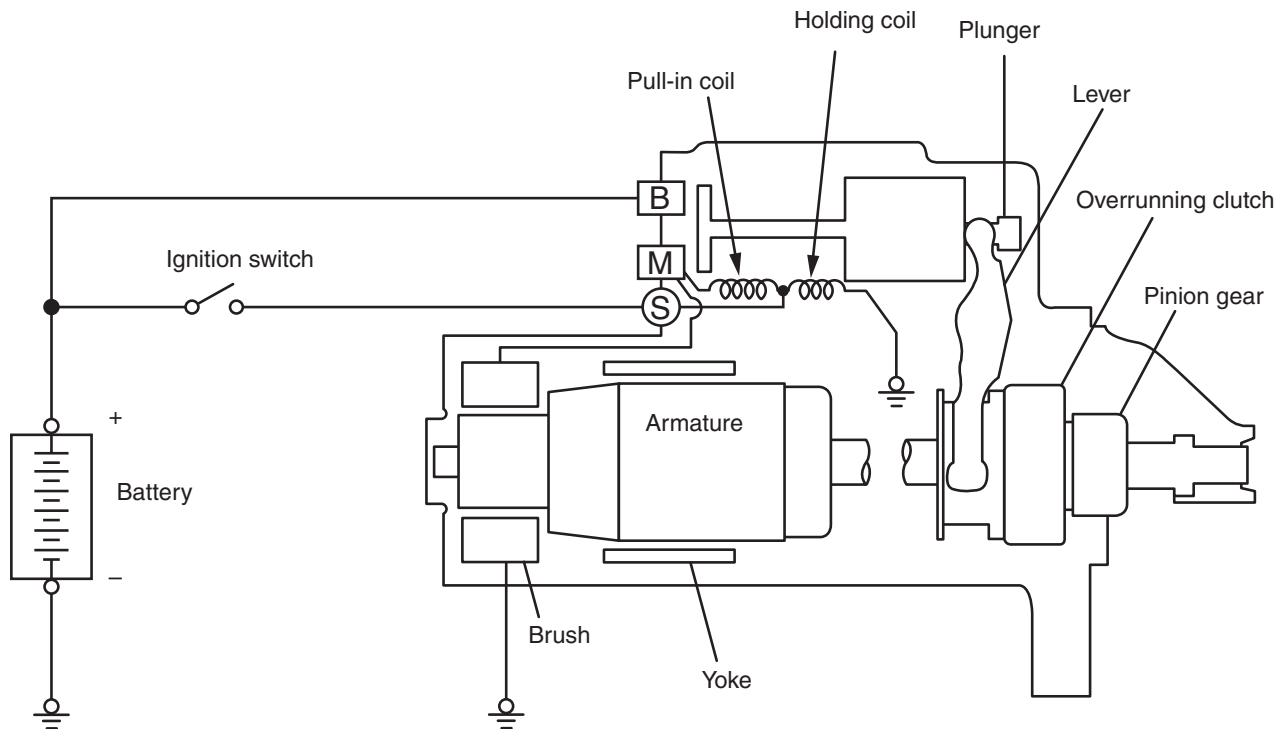 Holding coil
Plunger
Pull-in coil
Lever
Overrunning clutch
B
Ignition switch
M
Pinion gear
S
+
Armature
Battery
–
Brush
Yoke